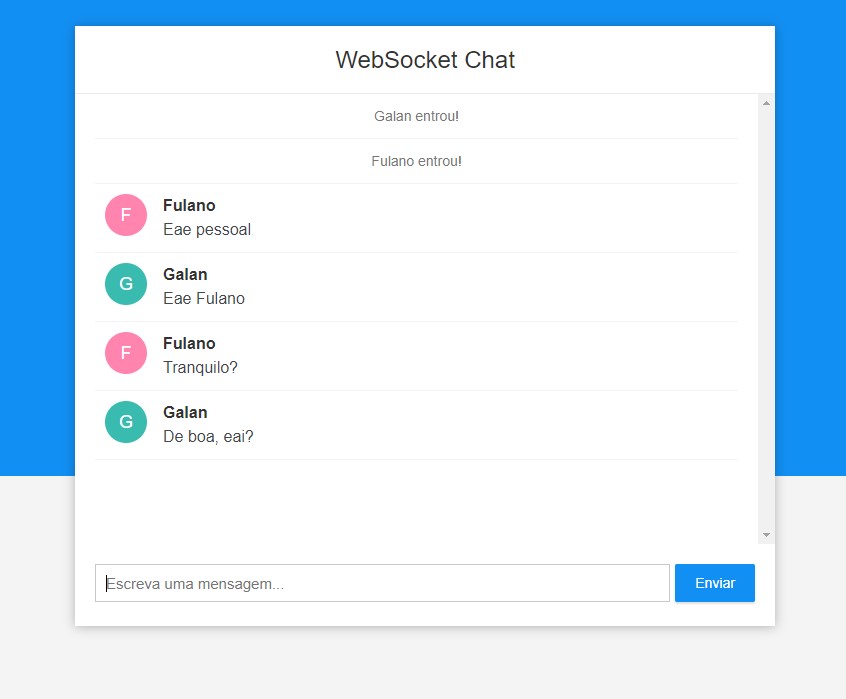 WebSocket Chat
Galan entrou!
Fulano entrou!
F
Fulano
Eae pessoal
G
Galan
Eae Fulano
F
Fulano
Tranquilo?
G
Galan
De boa, eai?
Escreva uma mensagem...
Enviar